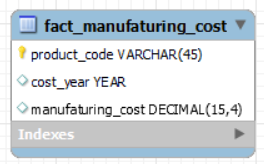 fact_manufaturing_cost
product_code VARCHAR(45)
cost_year YEAR
manufaturing_cost DECIMAL(15,4)
Indexes